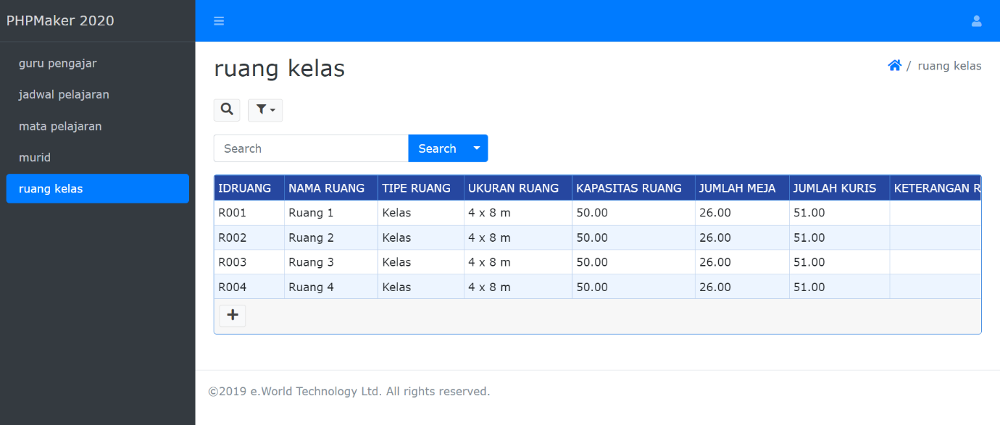 PHPMaker 2020
guru pengajar
jadwal pelajaran
mata pelajaran
murid
ruang kelas
ruang kelas
/ ruang kelas
Search
Search
IDRUANG NAMA RUANG TIPE RUANG UKURAN RUANG KAPASITAS RUANG JUMLAH MEJA JUMLAH KURIS KETERANGAN R
R001 Ruang 1 Kelas 4 x 8 m 50.00 26.00 51.00
R002 Ruang 2 Kelas 4 x 8 m 50.00 26.00 51.00
R003 Ruang 3 Kelas 4 x 8 m 50.00 26.00 51.00
R004 Ruang 4 Kelas 4 x 8 m 50.00 26.00 51.00
©2019 e.World Technology Ltd. All rights reserved.